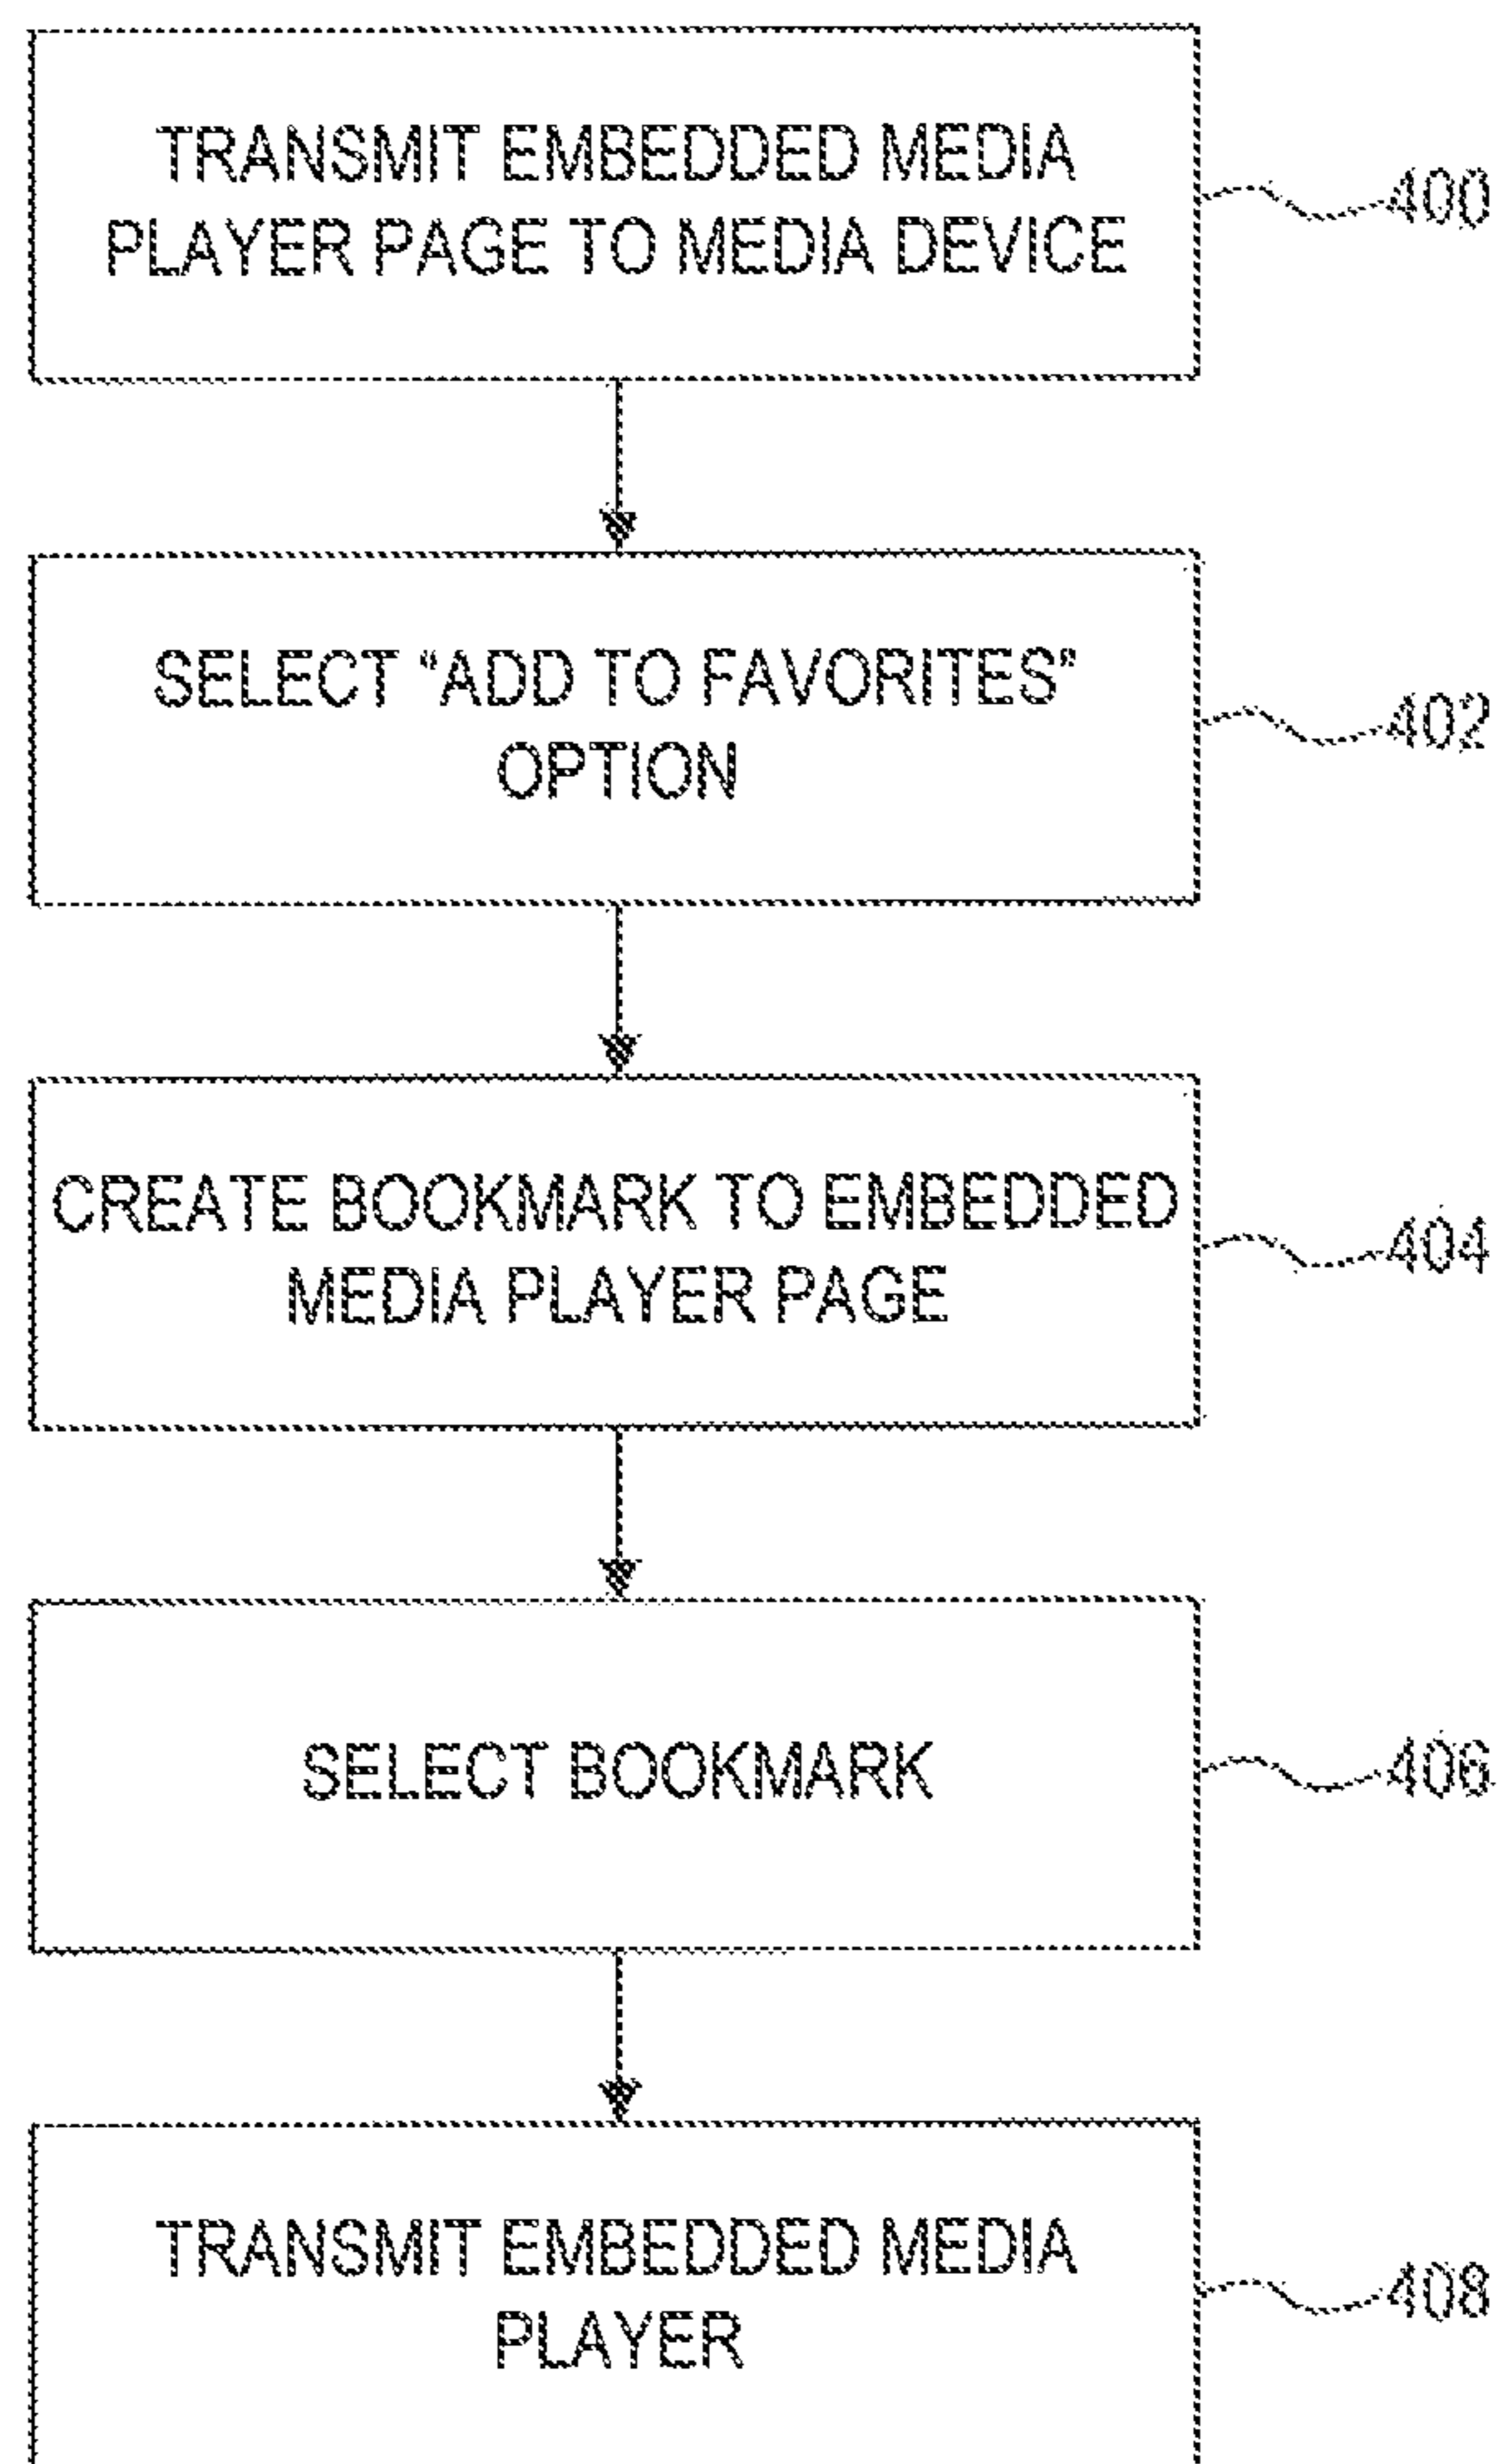 TRANSMIT EMBEDDED MEDIA
PLAYER PAGE TO MEDIA DEVICE
400
SELECT “ADD TO FAVORITES”
OPTION
402
CREATE BOOKMARK TO EMBEDDED
MEDIA PLAYER PAGE
404
SELECT BOOKMARK
406
TRANSMIT EMBEDDED MEDIA
PLAYER
408